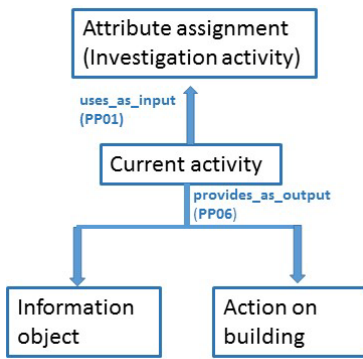 Attribute assignment
(Investigation activity)
uses_as_input
(PP01)
Current activity
provides_as_output
(PP06)
Information
object
Action on
building